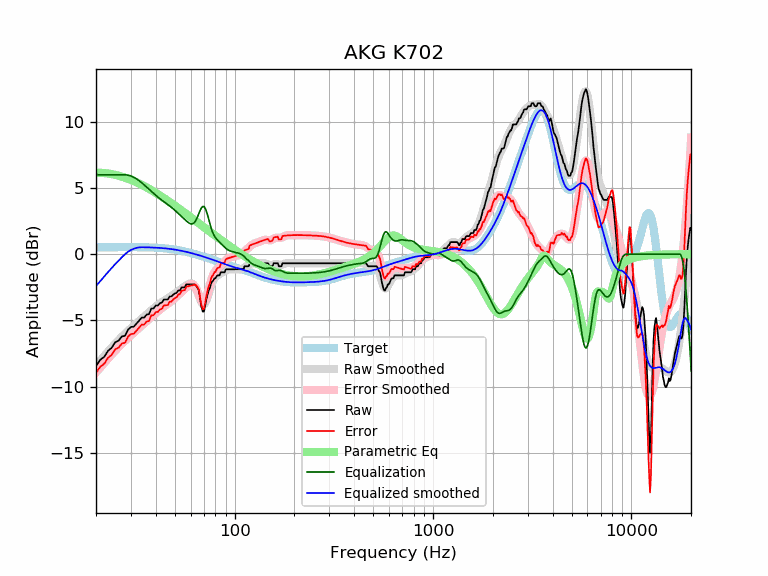 AKG K702
Amplitude (dBr)
10
5
0
−5
−10
−15
Target
Raw Smoothed
Error Smoothed
Raw
Error
Parametric Eq
Equalization
Equalized smoothed
100
1000
10000
Frequency (Hz)